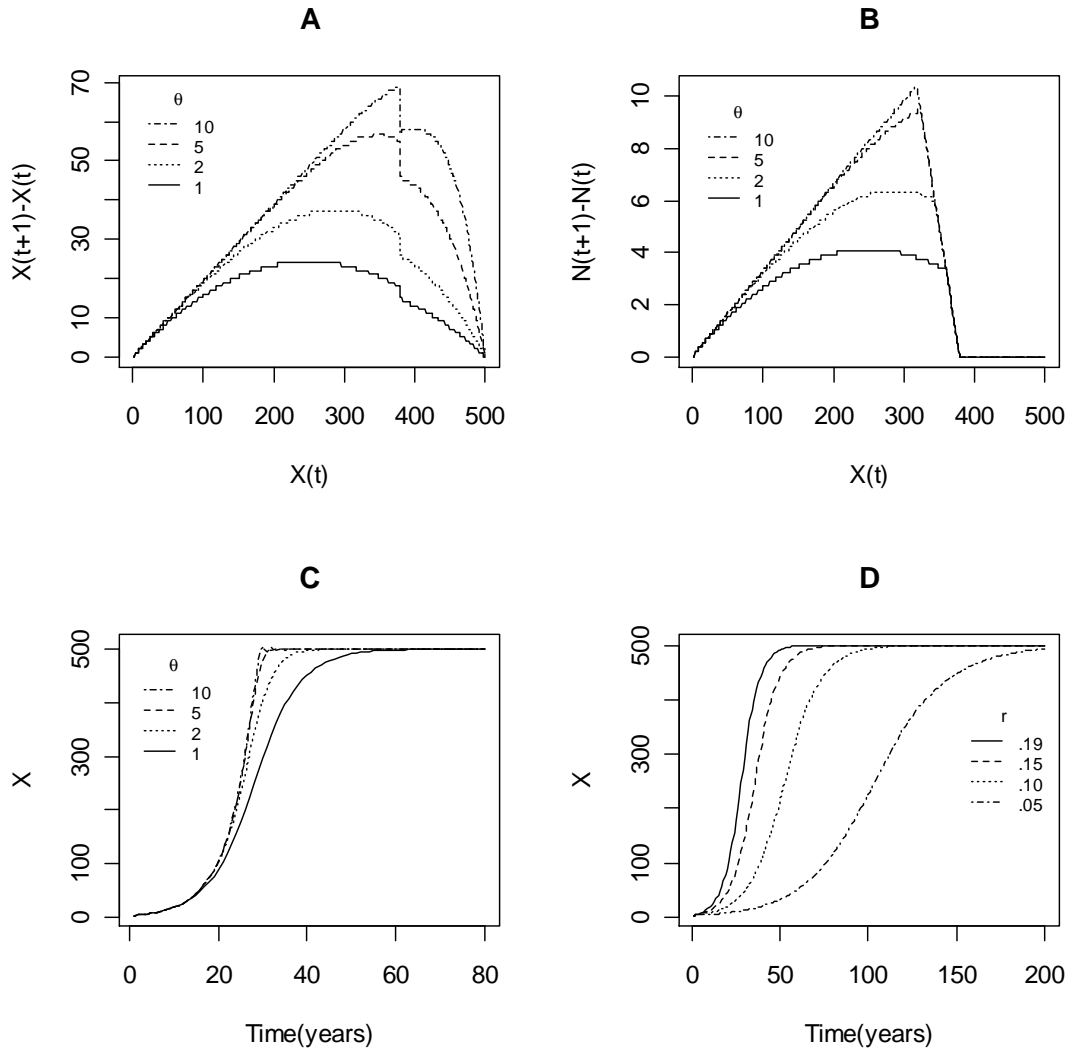 A
X(t+1)-X(t)
0 10 30 50 70
θ
10
5
2
1
0 100 200 300 400 500
X(t)
B
N(t+1)-N(t)
0 2 4 6 8 10
θ
10
5
2
1
0 100 200 300 400 500
X(t)
C
X
0 100 300 500
θ
10
5
2
1
0 20 40 60 80
Time(years)
D
X
0 100 300 500
r
.19
.15
.10
.05
0 50 100 150 200
Time(years)